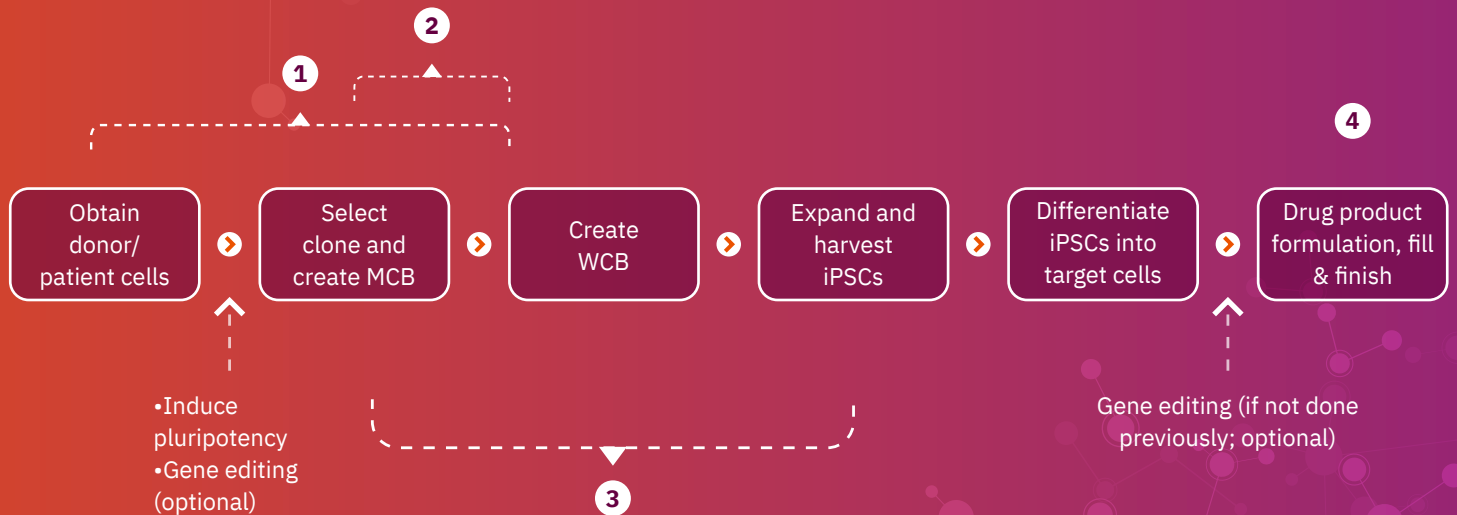 2
1
4
Obtain
donor/
patient cells
Select
clone and
create MCB
Create
WCB
Expand and
harvest
iPSCs
Differentiate
iPSCs into
target cells
Drug product
formulation, fill
& finish
•Induce
pluripotency
•Gene editing
(optional)
Gene editing (if not done
previously; optional)
3